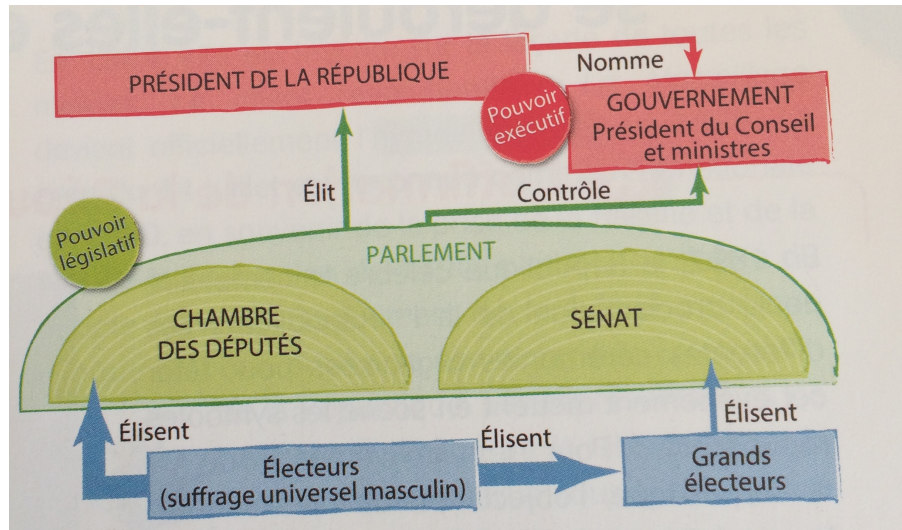 PRÉSIDENT DE LA RÉPUBLIQUE
Nomme
Pouvoir
exécutif
GOUVERNEMENT
Président du Conseil
et ministres
Élit
Contrôle
Pouvoir
législatif
PARLEMENT
CHAMBRE
DES DÉPUTÉS
SÉNAT
Élisent
Élisent
Élisent
Électeurs
(suffrage universel masculin)
Grands
électeurs